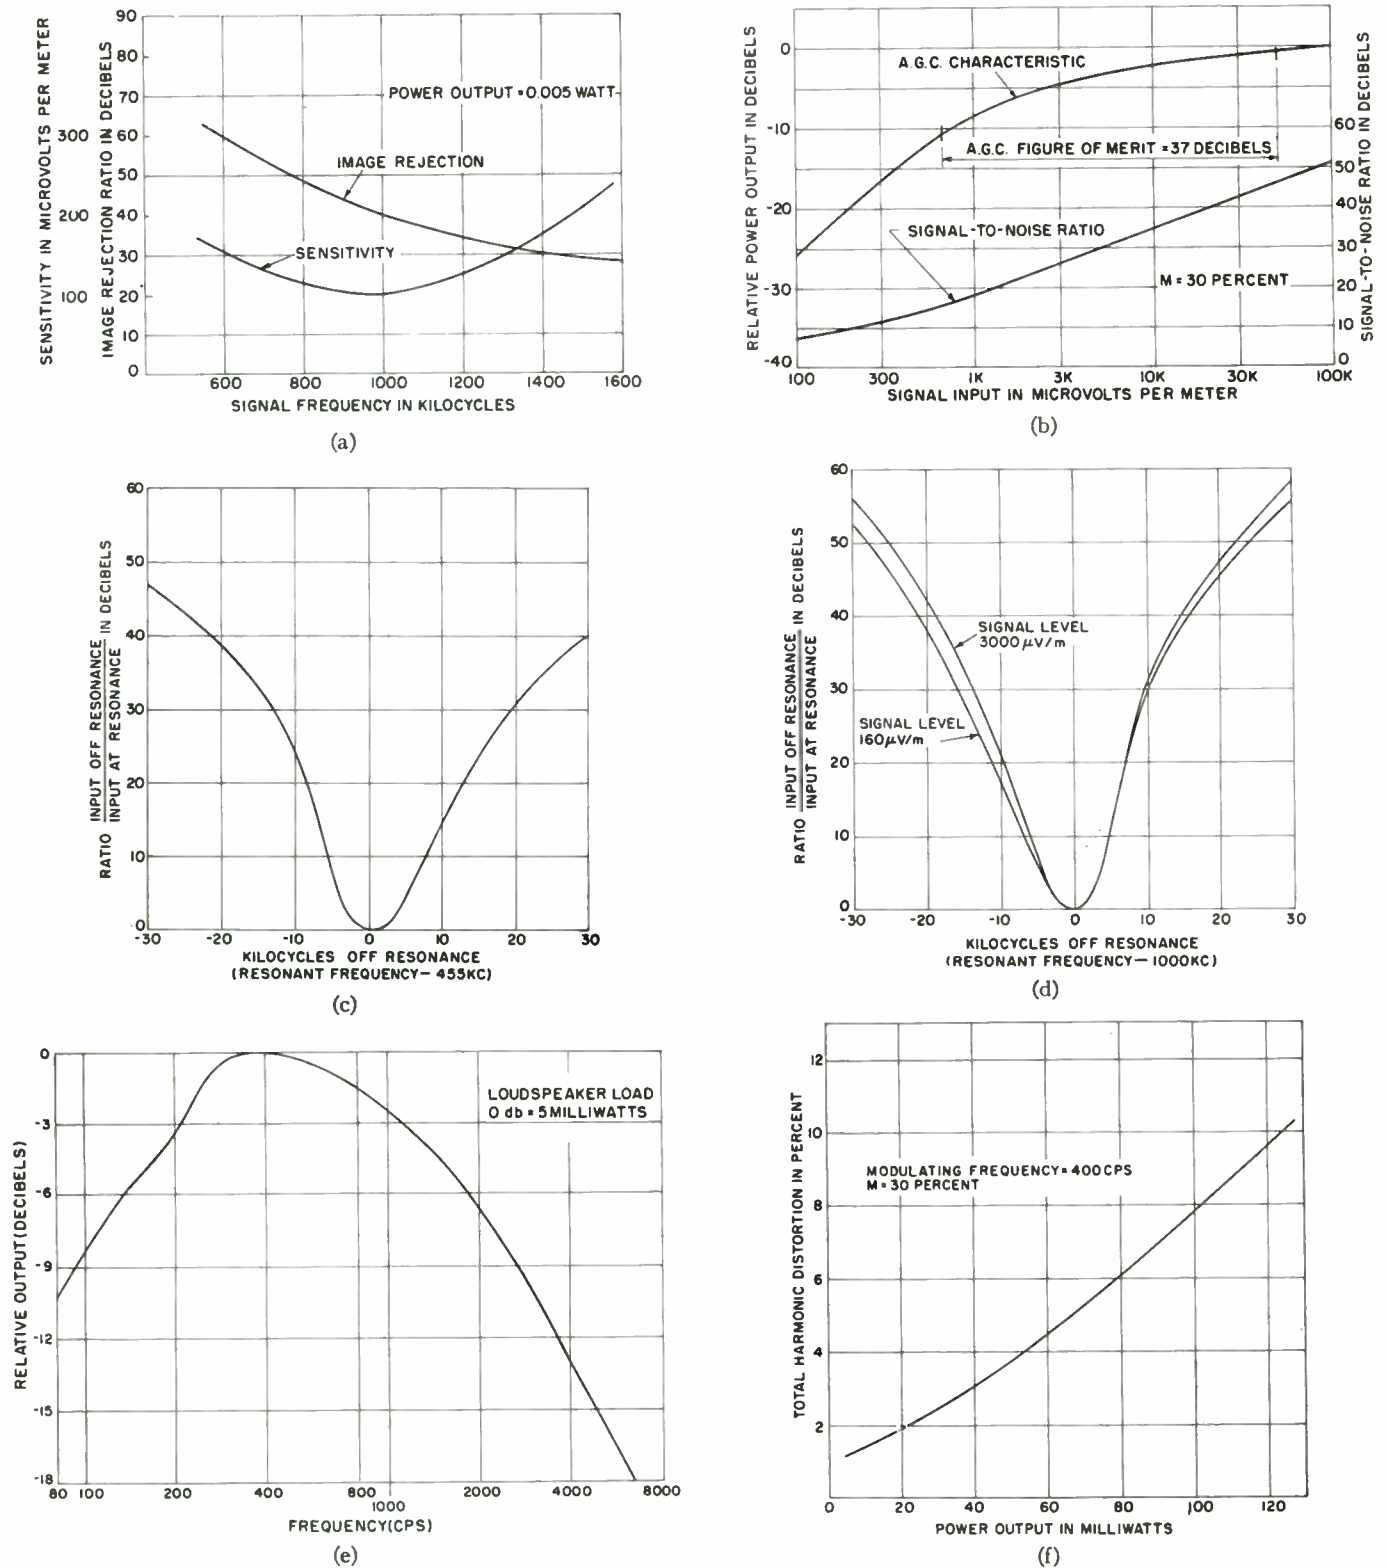 SENSITIVITY IN MICROVOLTS PER METER
IMAGE REJECTION RATIO IN DECIBELS
300
200
100
90
80
70
60
50
40
30
20
10
0
POWER OUTPUT = 0.005 WATT
IMAGE REJECTION
SENSITIVITY
600 800 1000 1200 1400 1600
SIGNAL FREQUENCY IN KILOCYCLES
(a)
RELATIVE POWER OUTPUT IN DECIBELS
0
-10
-20
-30
-40
A.G.C. CHARACTERISTIC
A.G.C. FIGURE OF MERIT = 37 DECIBELS
SIGNAL-TO-NOISE RATIO
M = 30 PERCENT
60
50
40
30
20
10
0
SIGNAL-TO-NOISE RATIO IN DECIBELS
100 300 1K 3K 10K 30K 100K
SIGNAL INPUT IN MICROVOLTS PER METER
(b)
RATIO INPUT OFF RESONANCE IN DECIBELS
INPUT AT RESONANCE
60
50
40
30
20
10
0
-30 -20 -10 0 10 20 30
KILOCYCLES OFF RESONANCE
(RESONANT FREQUENCY-455KC)
(c)
RATIO INPUT OFF RESONANCE IN DECIBELS
INPUT AT RESONANCE
60
50
40
30
20
10
0
SIGNAL LEVEL
3000µV/m
SIGNAL LEVEL
160µV/m
-30 -20 -10 0 10 20 30
KILOCYCLES OFF RESONANCE
(RESONANT FREQUENCY-1000KC)
(d)
RELATIVE OUTPUT (DECIBELS)
0
-3
-6
-9
-12
-15
-18
LOUDSPEAKER LOAD
0 db = 5 MILLIWATTS
80 100 200 400 800 1000 2000 4000 8000
FREQUENCY(CPS)
(e)
TOTAL HARMONIC DISTORTION IN PERCENT
12
10
8
6
4
2
MODULATING FREQUENCY = 400 CPS
M = 30 PERCENT
0 20 40 60 80 100 120
POWER OUTPUT IN MILLIWATTS
(f)